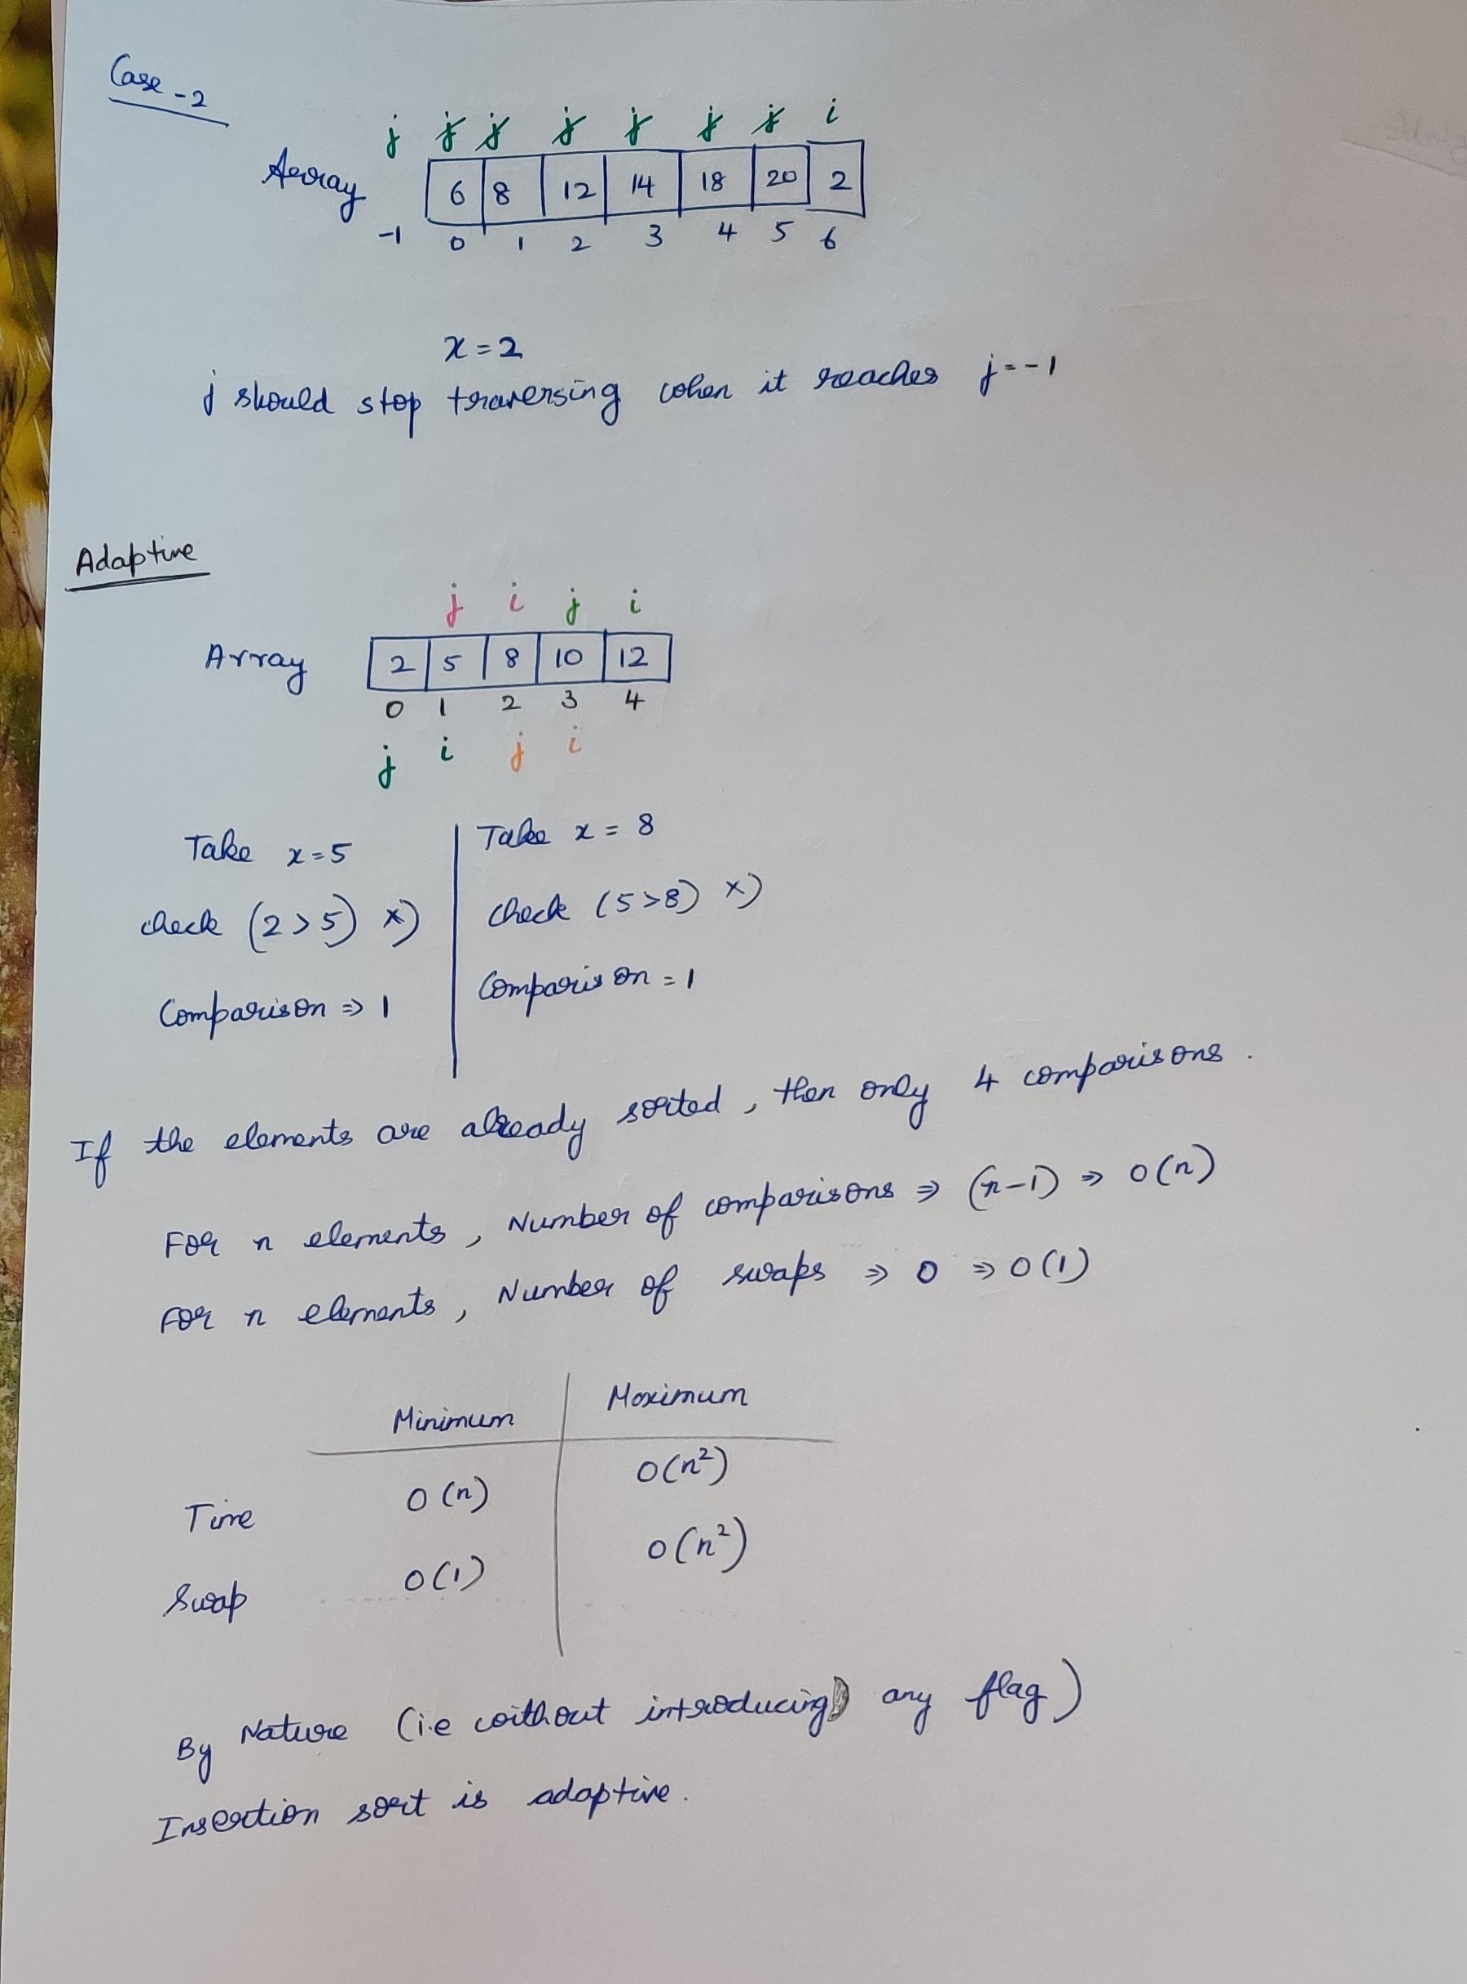 Case-2
j j j j j j j i
Array 6 8 12 14 18 20 2
-1 0 1 2 3 4 5 6
x=2
j should stop traversing when it reaches j=-1
Adaptive
j i j i
Array 2 5 8 10 12
0 1 2 3 4
j i j i
Take x=5
check (2>5) ×)
Comparison ⇒ 1
Take x = 8
check (5>8) ×)
Comparison = 1
If the elements are already sorted, then only 4 comparisons.
For n elements, Number of comparisons ⇒ (n-1) ⇒ O(n)
For n elements, Number of swaps ⇒ 0 ⇒ O(1)
Minimum Maximum
Time O(n) O(n²)
Swap O(1) O(n²)
By Nature (i.e without introducing any flag)
Insertion sort is adaptive.